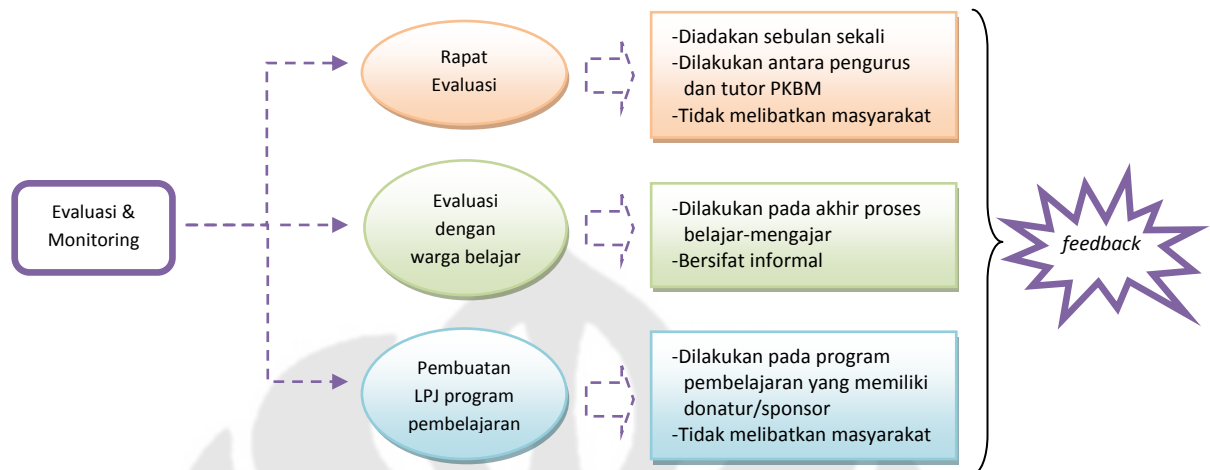 Evaluasi &
Monitoring
Rapat
Evaluasi
-Diadakan sebulan sekali
-Dilakukan antara pengurus
dan tutor PKBM
-Tidak melibatkan masyarakat
Evaluasi
dengan
warga belajar
-Dilakukan pada akhir proses
belajar-mengajar
-Bersifat informal
Pembuatan
LPJ program
pembelajaran
-Dilakukan pada program
pembelajaran yang memiliki
donatur/sponsor
-Tidak melibatkan masyarakat
feedback